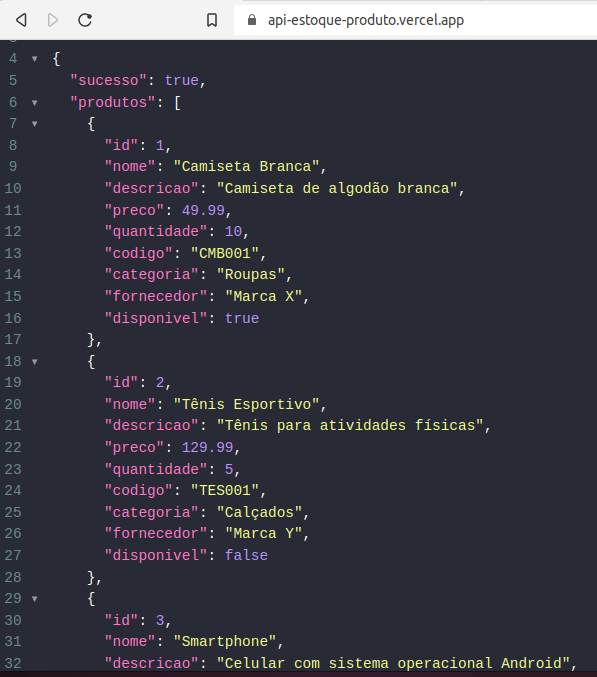 api-estoque-produto.vercel.app
4 {
5 "sucesso": true,
6 "produtos": [
7 {
8 "id": 1,
9 "nome": "Camiseta Branca",
10 "descricao": "Camiseta de algodão branca",
11 "preco": 49.99,
12 "quantidade": 10,
13 "codigo": "CMB001",
14 "categoria": "Roupas",
15 "fornecedor": "Marca X",
16 "disponivel": true
17 },
18 {
19 "id": 2,
20 "nome": "Tênis Esportivo",
21 "descricao": "Tênis para atividades físicas",
22 "preco": 129.99,
23 "quantidade": 5,
24 "codigo": "TES001",
25 "categoria": "Calçados",
26 "fornecedor": "Marca Y",
27 "disponivel": false
28 },
29 {
30 "id": 3,
31 "nome": "Smartphone",
32 "descricao": "Celular com sistema operacional Android",